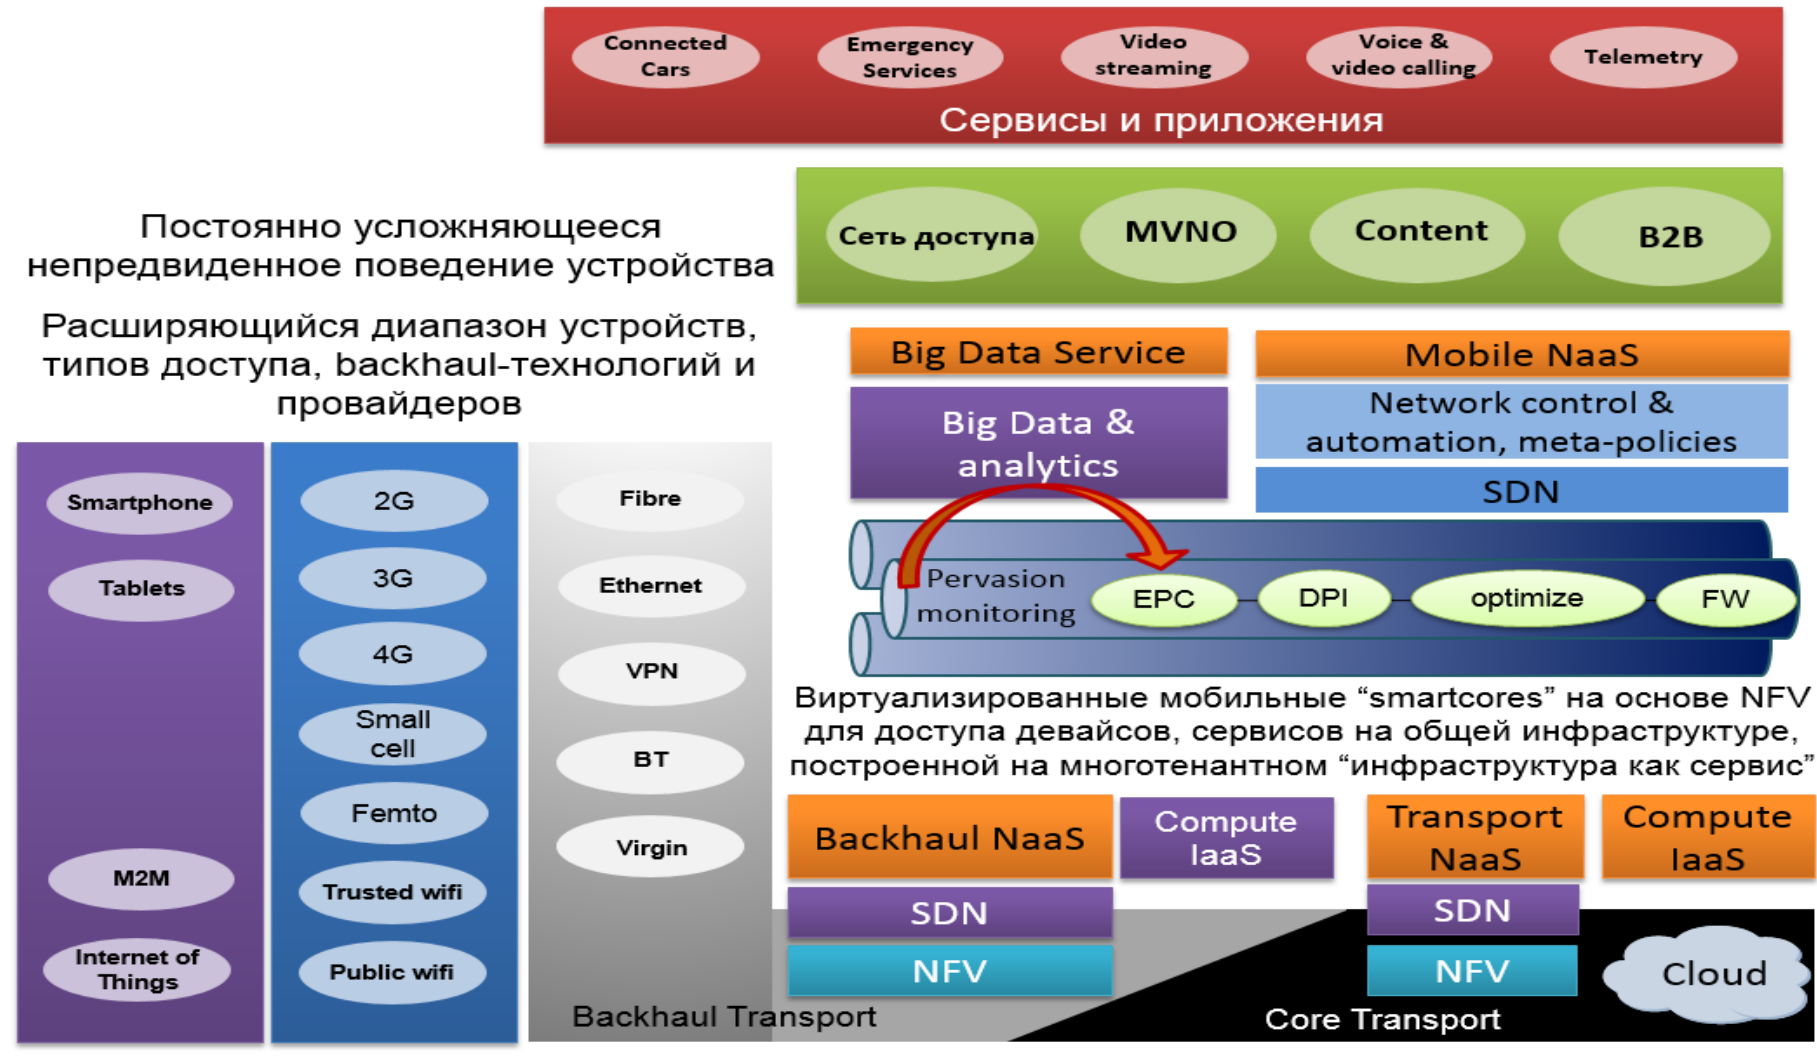 Connected
Cars
Emergency
Services
Video
streaming
Voice &
video calling
Telemetry
Сервисы и приложения
Сеть доступа
MVNO
Content
B2B
Постоянно усложняющееся
непредвиденное поведение устройства
Расширяющийся диапазон устройств,
типов доступа, backhaul-технологий и
провайдеров
Big Data Service
Big Data &
analytics
Mobile NaaS
Network control &
automation, meta-policies
SDN
Smartphone
Tablets
M2M
Internet of
Things
2G
3G
4G
Small
cell
Femto
Trusted wifi
Public wifi
Fibre
Ethernet
VPN
BT
Virgin
Pervasion
monitoring
EPC
DPI
optimize
FW
Виртуализированные мобильные “smartcores” на основе NFV
для доступа девайсов, сервисов на общей инфраструктуре,
построенной на многотенантном “инфраструктура как сервис”
Backhaul NaaS
SDN
NFV
Compute
IaaS
Transport
NaaS
SDN
NFV
Compute
IaaS
Cloud
Backhaul Transport
Core Transport